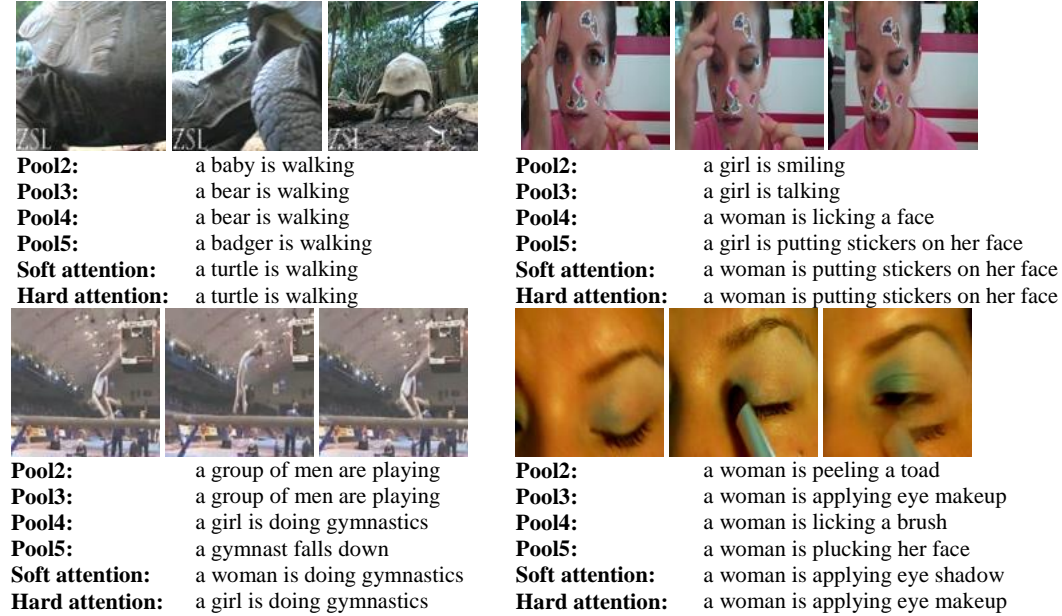 ZSL ZSL ZSL
Pool2: a baby is walking
Pool3: a bear is walking
Pool4: a bear is walking
Pool5: a badger is walking
Soft attention: a turtle is walking
Hard attention: a turtle is walking
Pool2: a girl is smiling
Pool3: a girl is talking
Pool4: a woman is licking a face
Pool5: a girl is putting stickers on her face
Soft attention: a woman is putting stickers on her face
Hard attention: a woman is putting stickers on her face
Pool2: a group of men are playing
Pool3: a group of men are playing
Pool4: a girl is doing gymnastics
Pool5: a gymnast falls down
Soft attention: a woman is doing gymnastics
Hard attention: a girl is doing gymnastics
Pool2: a woman is peeling a toad
Pool3: a woman is applying eye makeup
Pool4: a woman is licking a brush
Pool5: a woman is plucking her face
Soft attention: a woman is applying eye shadow
Hard attention: a woman is applying eye makeup